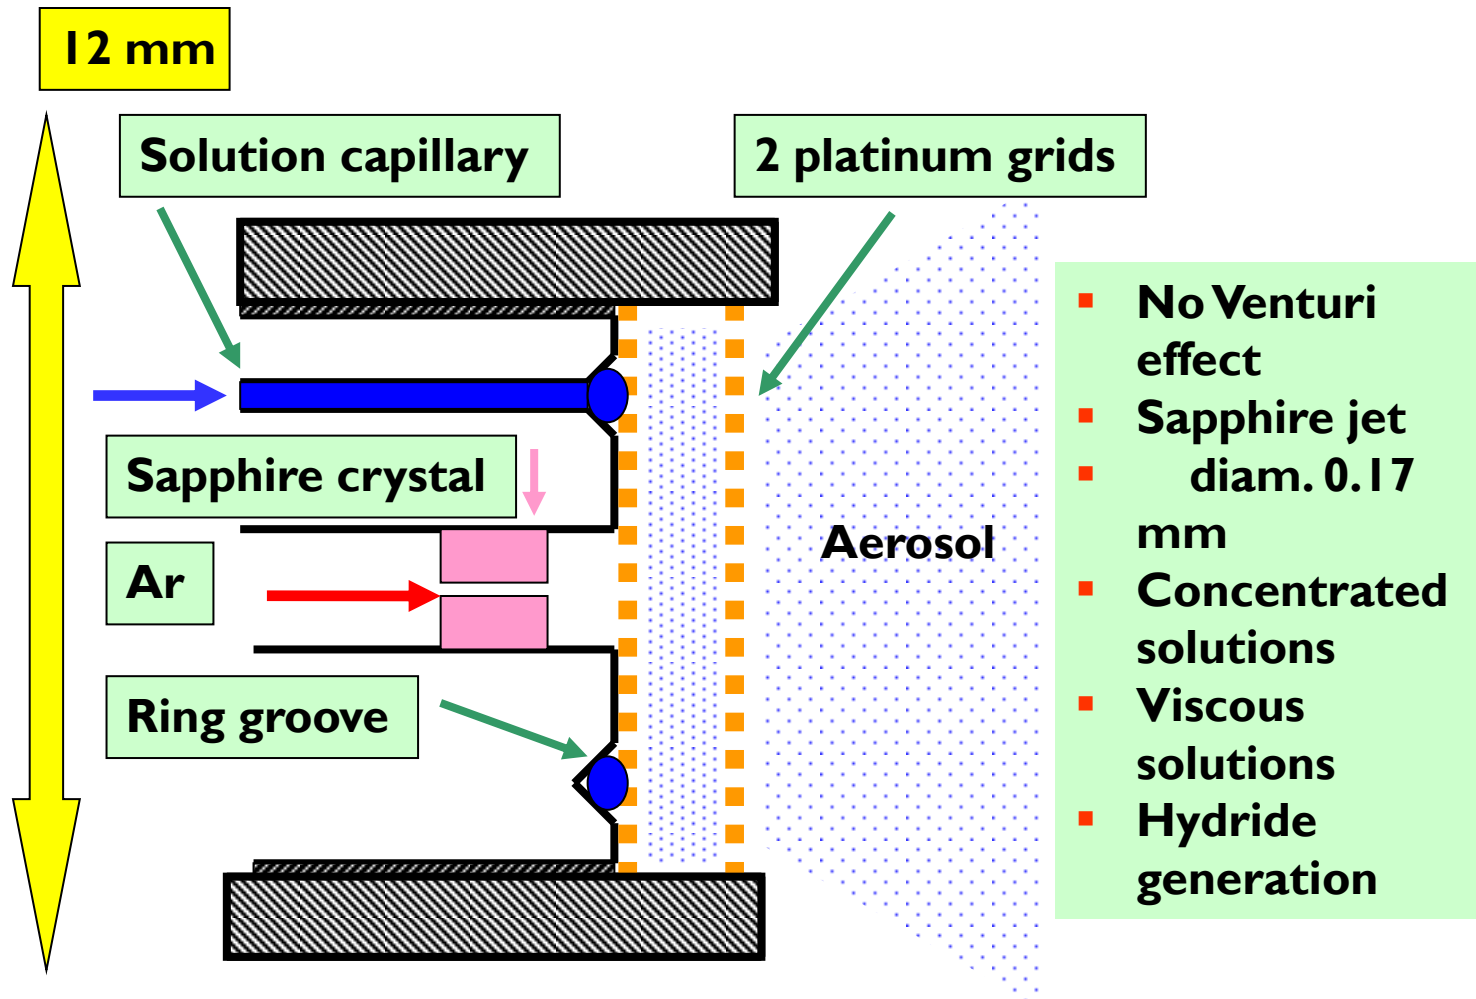 12 mm
Solution capillary
2 platinum grids
Sapphire crystal
Ar
Ring groove
Aerosol
▪ No Venturi
effect
▪ Sapphire jet
▪ diam. 0.17
mm
▪ Concentrated
solutions
▪ Viscous
solutions
▪ Hydride
generation